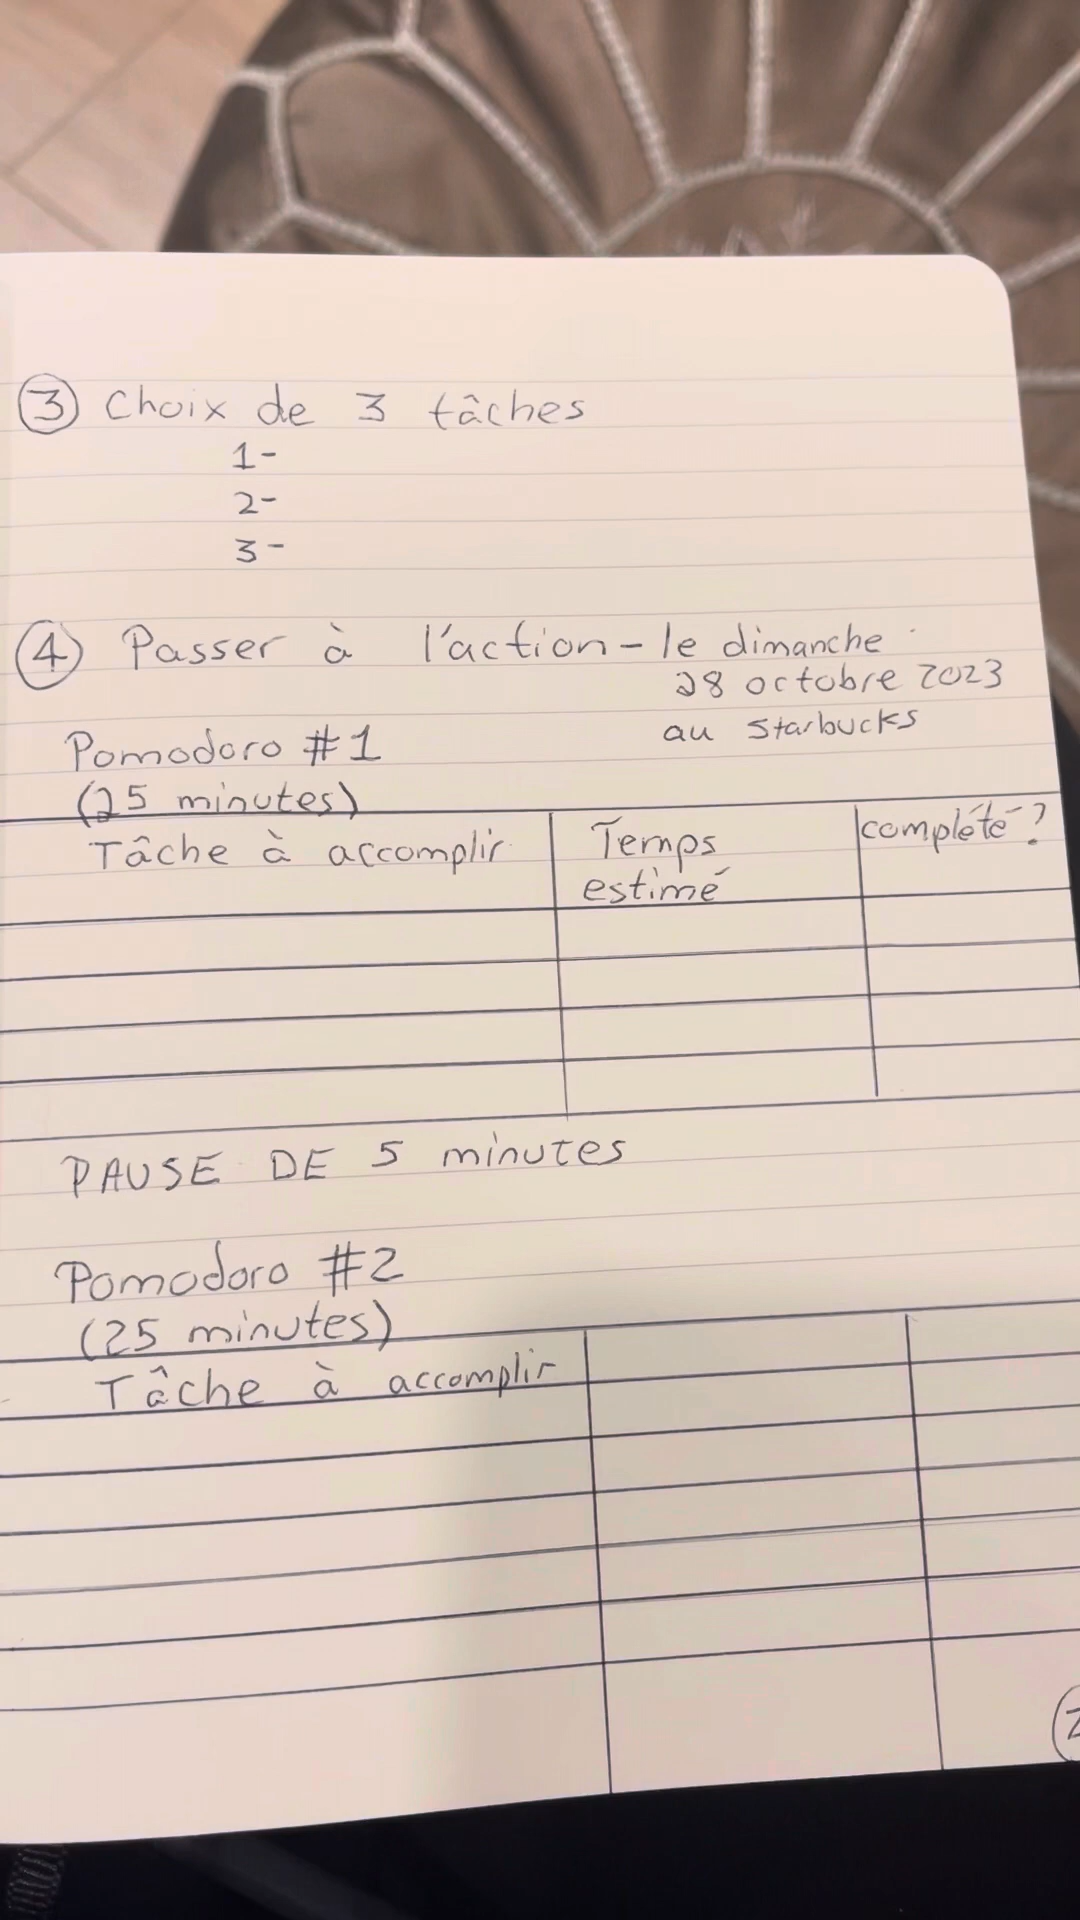 ③ Choix de 3 tâches
1-
2-
3-
④ Passer à l'action - le dimanche
28 octobre 2023
au Starbucks
Pomodoro #1
(25 minutes)
Tâche à accomplir Temps estimé complété?
PAUSE DE 5 minutes
Pomodoro #2
(25 minutes)
Tâche à accomplir